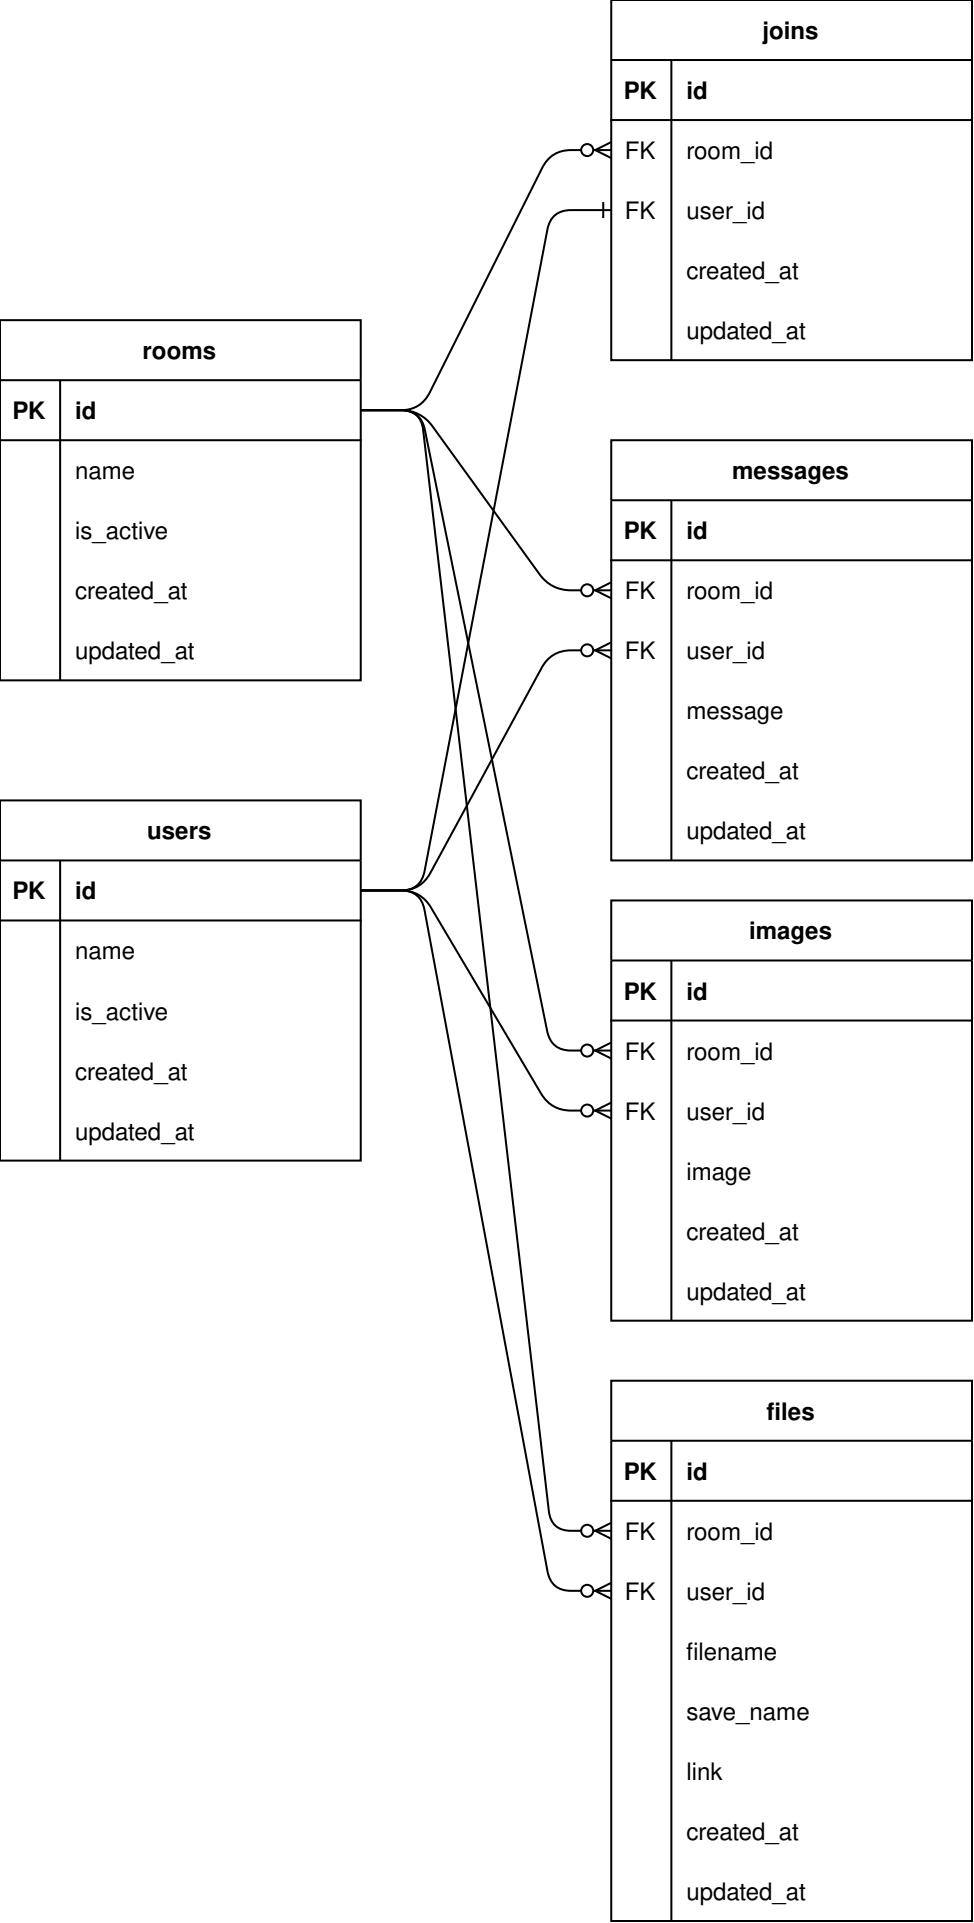 rooms
PK id
name
is_active
created_at
updated_at
users
PK id
name
is_active
created_at
updated_at
joins
PK id
FK room_id
FK user_id
created_at
updated_at
messages
PK id
FK room_id
FK user_id
message
created_at
updated_at
images
PK id
FK room_id
FK user_id
image
created_at
updated_at
files
PK id
FK room_id
FK user_id
filename
save_name
link
created_at
updated_at